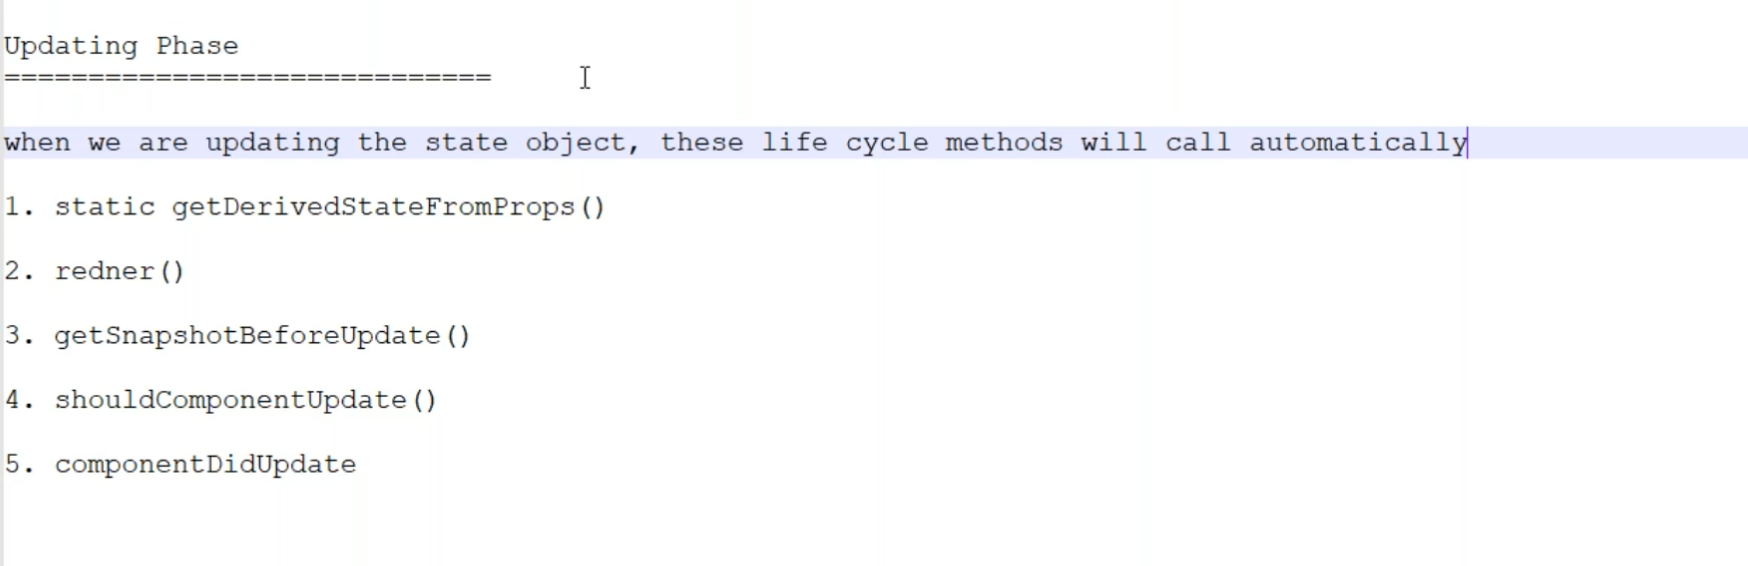 Updating Phase
=============================
when we are updating the state object, these life cycle methods will call automatically
1. static getDerivedStateFromProps()
2. redner()
3. getSnapshotBeforeUpdate()
4. shouldComponentUpdate()
5. componentDidUpdate